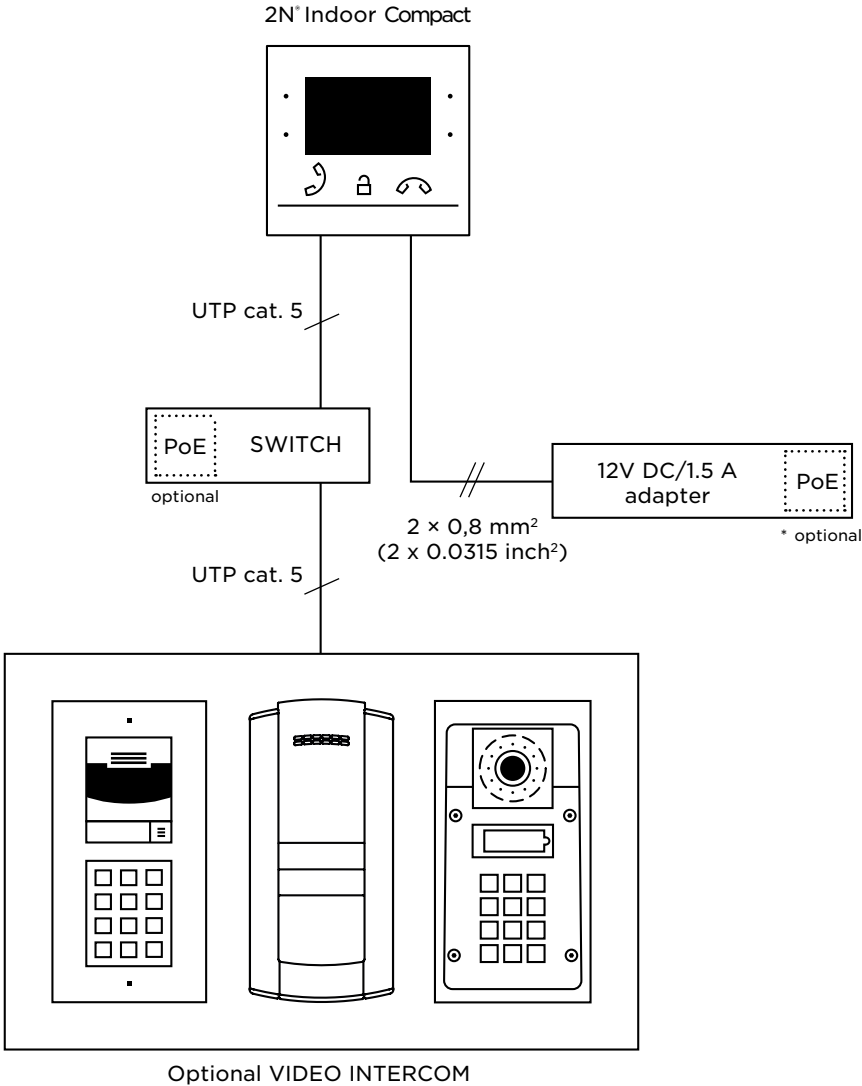 2N® Indoor Compact
UTP cat. 5
PoE SWITCH
optional
12V DC/1.5 A
adapter
PoE
* optional
2 × 0,8 mm²
(2 x 0.0315 inch²)
UTP cat. 5
Optional VIDEO INTERCOM